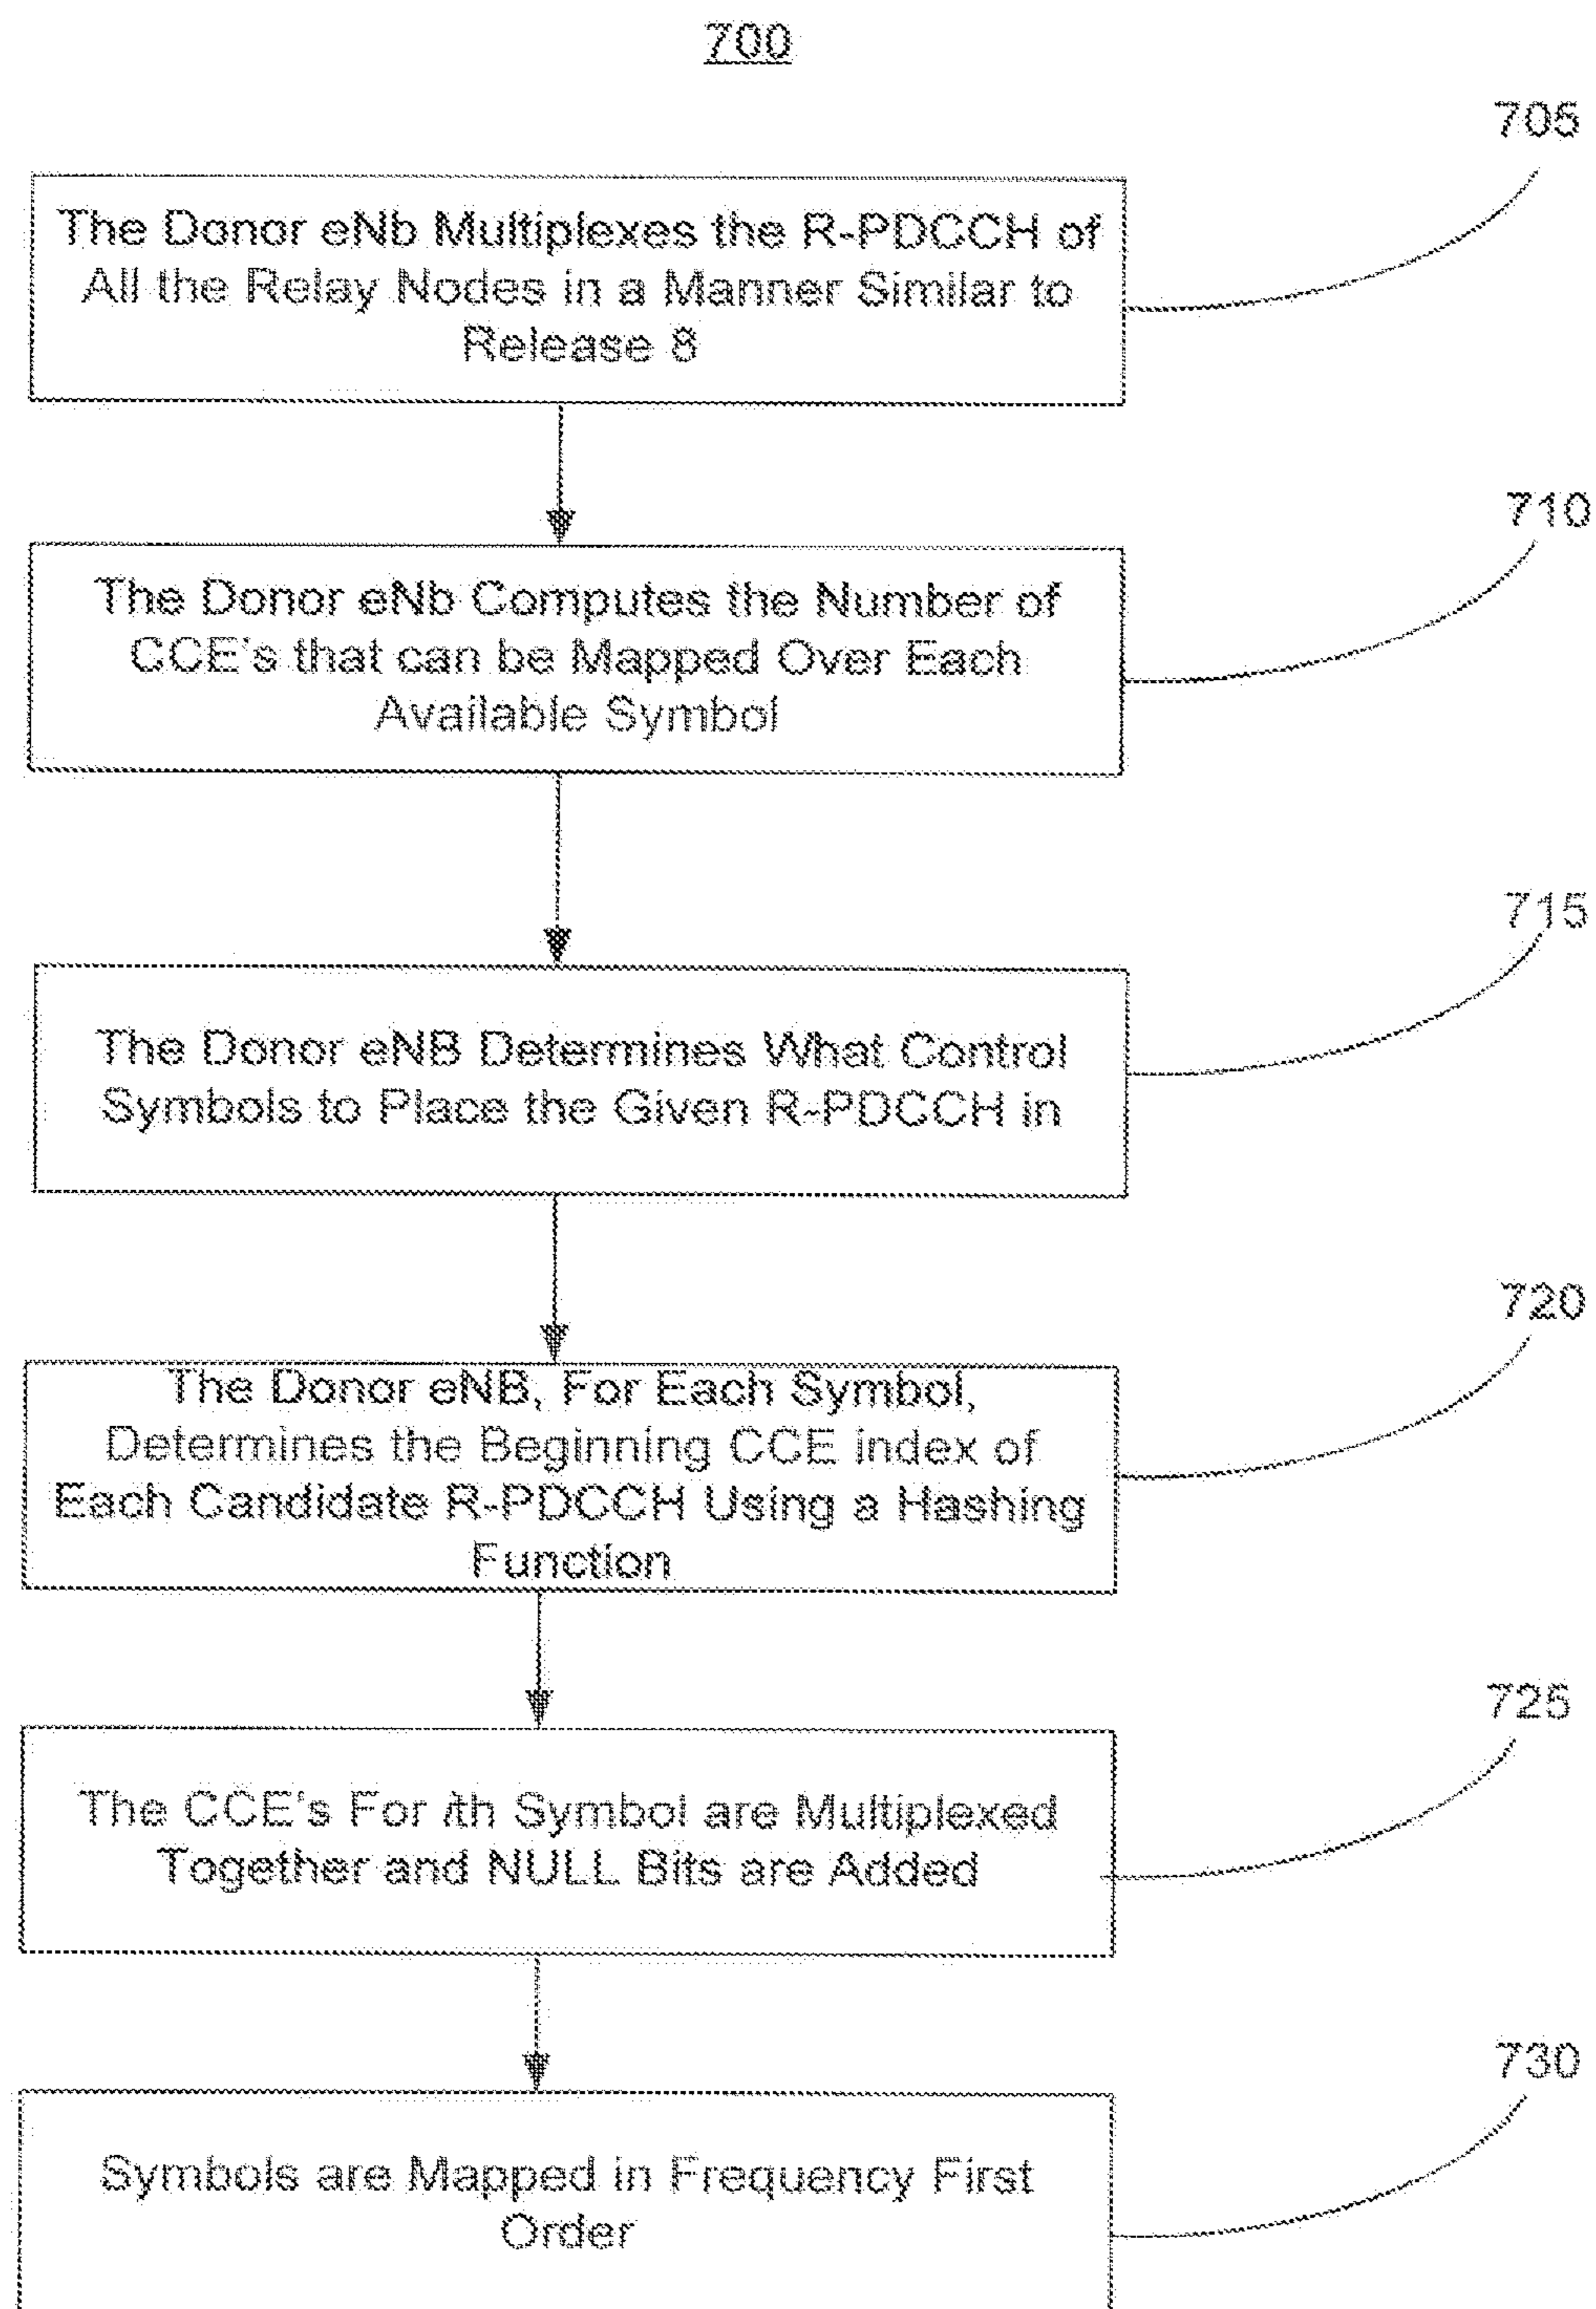 700
705
The Donor eNb Multiplexes the R-PDCCH of
All the Relay Nodes in a Manner Similar to
Release 8
710
The Donor eNb Computes the Number of
CCE's that can be Mapped Over Each
Available Symbol
715
The Donor eNB Determines What Control
Symbols to Place the Given R-PDCCH in
720
The Donor eNB, For Each Symbol,
Determines the Beginning CCE index of
Each Candidate R-PDCCH Using a Hashing
Function
725
The CCE's For ith Symbol are Multiplexed
Together and NULL Bits are Added
730
Symbols are Mapped in Frequency First
Order